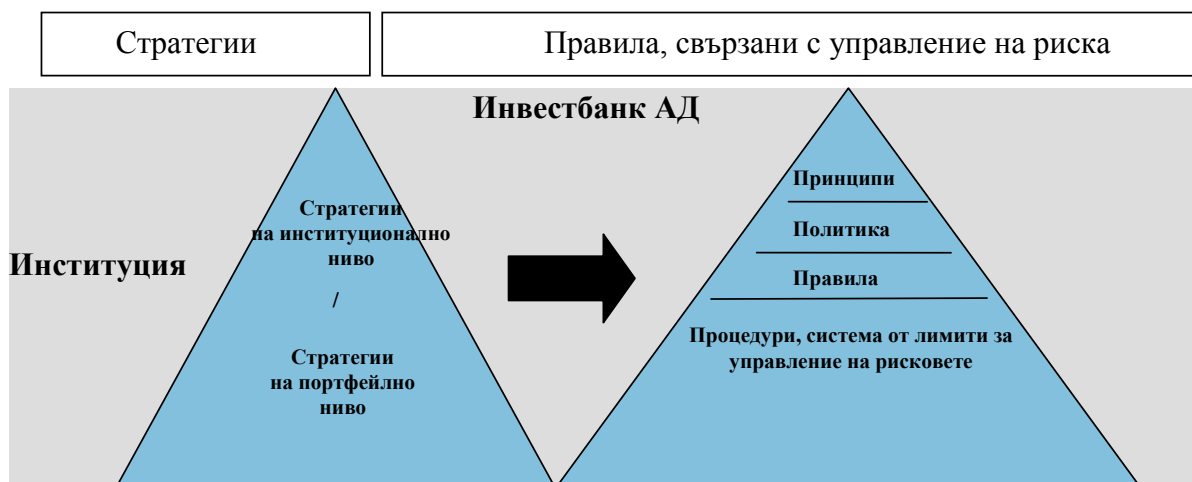 Стратегии
Правила, свързани с управление на риска
Инвестбанк АД
Институция
Стратегии
на институционално
ниво
/
Стратегии
на портфейлно
ниво
Принципи
Политика
Правила
Процедури, система от лимити за
управление на рисковете